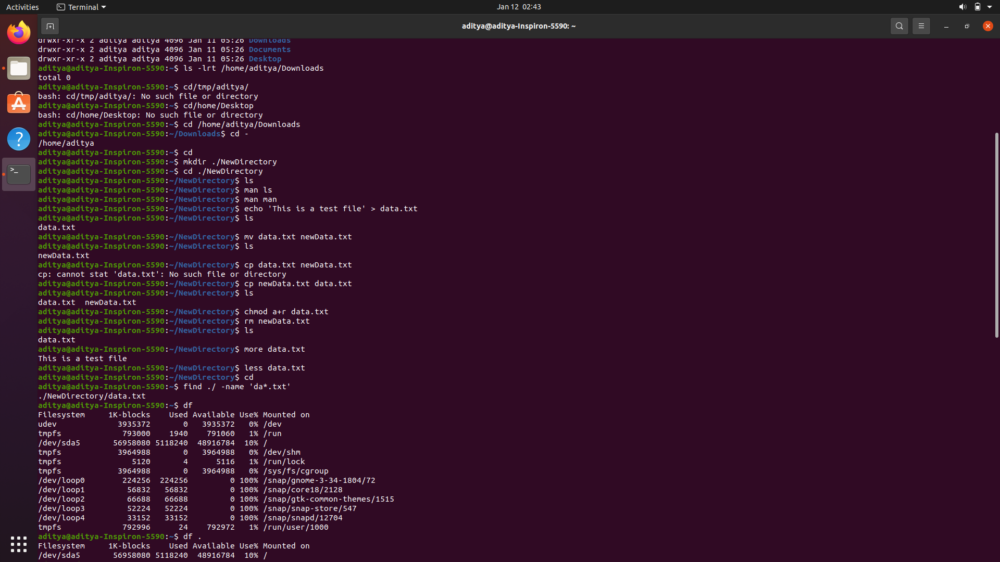 Activities Terminal Jan 12 02:43
aditya@aditya-Inspiron-5590: ~
drwxr-xr-x 2 aditya aditya 4096 Jan 11 05:26 Downloads
drwxr-xr-x 2 aditya aditya 4096 Jan 11 05:26 Documents
drwxr-xr-x 2 aditya aditya 4096 Jan 11 05:26 Desktop
aditya@aditya-Inspiron-5590:~$ ls -lrt /home/aditya/Downloads
total 0
aditya@aditya-Inspiron-5590:~$ cd/tmp/aditya/
bash: cd/tmp/aditya/: No such file or directory
aditya@aditya-Inspiron-5590:~$ cd/home/Desktop
bash: cd/home/Desktop: No such file or directory
aditya@aditya-Inspiron-5590:~$ cd /home/aditya/Downloads
aditya@aditya-Inspiron-5590:~/Downloads$ cd -
/home/aditya
aditya@aditya-Inspiron-5590:~$ cd
aditya@aditya-Inspiron-5590:~$ mkdir ./NewDirectory
aditya@aditya-Inspiron-5590:~$ cd ./NewDirectory
aditya@aditya-Inspiron-5590:~/NewDirectory$ ls
aditya@aditya-Inspiron-5590:~/NewDirectory$ man ls
aditya@aditya-Inspiron-5590:~/NewDirectory$ man man
aditya@aditya-Inspiron-5590:~/NewDirectory$ echo 'This is a test file' > data.txt
aditya@aditya-Inspiron-5590:~/NewDirectory$ ls
data.txt
aditya@aditya-Inspiron-5590:~/NewDirectory$ mv data.txt newData.txt
aditya@aditya-Inspiron-5590:~/NewDirectory$ ls
newData.txt
aditya@aditya-Inspiron-5590:~/NewDirectory$ cp data.txt newData.txt
cp: cannot stat 'data.txt': No such file or directory
aditya@aditya-Inspiron-5590:~/NewDirectory$ cp newData.txt data.txt
aditya@aditya-Inspiron-5590:~/NewDirectory$ ls
data.txt  newData.txt
aditya@aditya-Inspiron-5590:~/NewDirectory$ chmod a+r data.txt
aditya@aditya-Inspiron-5590:~/NewDirectory$ rm newData.txt
aditya@aditya-Inspiron-5590:~/NewDirectory$ ls
data.txt
aditya@aditya-Inspiron-5590:~/NewDirectory$ more data.txt
This is a test file
aditya@aditya-Inspiron-5590:~/NewDirectory$ less data.txt
aditya@aditya-Inspiron-5590:~/NewDirectory$ cd
aditya@aditya-Inspiron-5590:~$ find ./ -name 'da*.txt'
./NewDirectory/data.txt
aditya@aditya-Inspiron-5590:~$ df
Filesystem     1K-blocks    Used Available Use% Mounted on
udev             3935372       0   3935372   0% /dev
tmpfs             793000    1940    791060   1% /run
/dev/sda5       56958080 5118240  48916784  10% /
tmpfs            3964988       0   3964988   0% /dev/shm
tmpfs               5120       4      5116   1% /run/lock
tmpfs            3964988       0   3964988   0% /sys/fs/cgroup
/dev/loop0        224256  224256         0 100% /snap/gnome-3-34-1804/72
/dev/loop1         56832   56832         0 100% /snap/core18/2128
/dev/loop2         66688   66688         0 100% /snap/gtk-common-themes/1515
/dev/loop3         52224   52224         0 100% /snap/snap-store/547
/dev/loop4         33152   33152         0 100% /snap/snapd/12704
tmpfs             792996      24    792972   1% /run/user/1000
aditya@aditya-Inspiron-5590:~$ df .
Filesystem     1K-blocks    Used Available Use% Mounted on
/dev/sda5       56958080 5118240  48916784  10% /